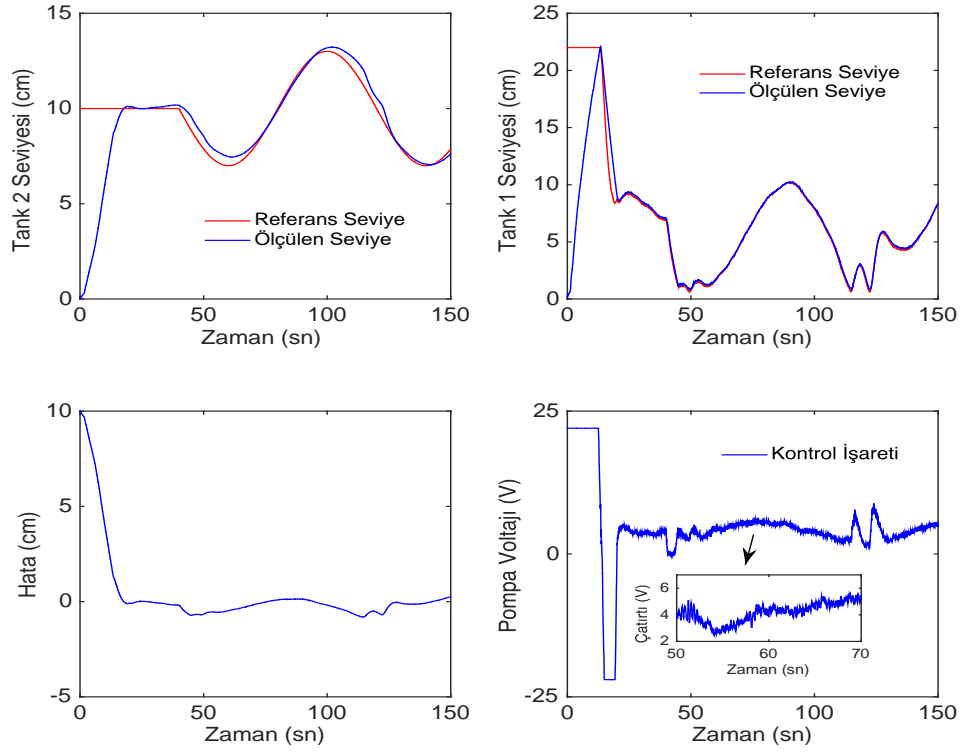 15
10
5
0
Tank 2 Seviyesi (cm)
Referans Seviye
Ölçülen Seviye
0
50
100
150
Zaman (sn)
25
20
15
10
5
0
Tank 1 Seviyesi (cm)
Referans Seviye
Ölçülen Seviye
0
50
100
150
Zaman (sn)
10
5
0
-5
Hata (cm)
0
50
100
150
Zaman (sn)
25
0
-25
Pompa Voltajı (V)
Kontrol İşareti
6
4
2
Çatırtı (V)
50
60
70
Zaman (sn)
0
50
100
150
Zaman (sn)